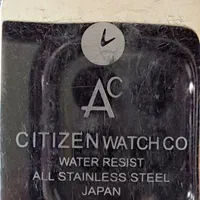 AC
CITIZEN WATCH CO
WATER RESIST
ALL STAINLESS STEEL
JAPAN